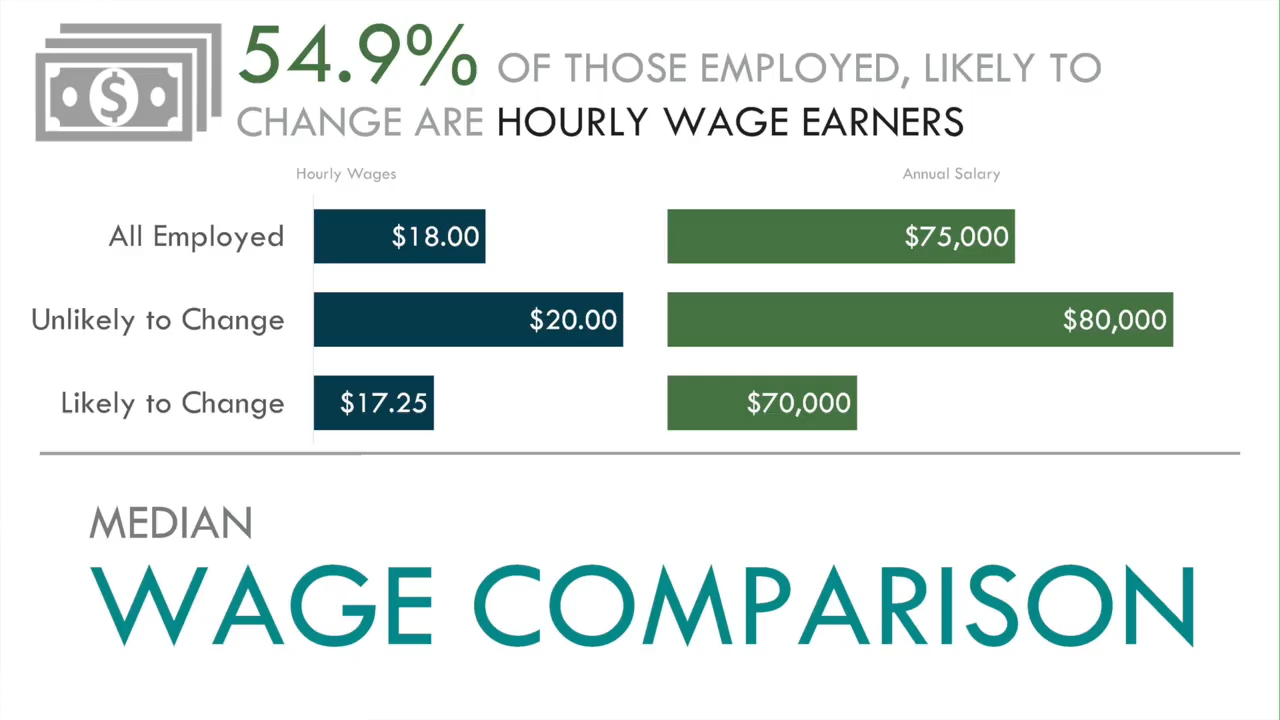 54.9% OF THOSE EMPLOYED, LIKELY TO
CHANGE ARE HOURLY WAGE EARNERS
Hourly Wages Annual Salary
All Employed $18.00 $75,000
Unlikely to Change $20.00 $80,000
Likely to Change $17.25 $70,000
MEDIAN
WAGE COMPARISON